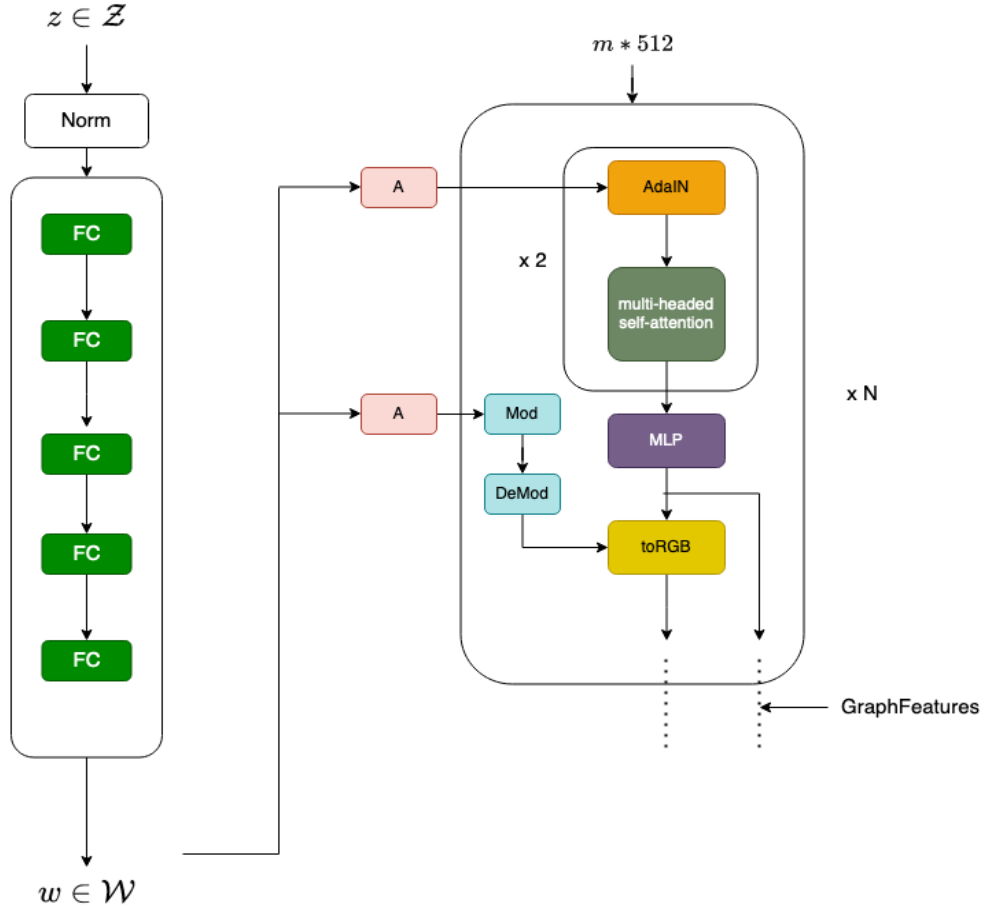 z ∈ 𝒵
Norm
FC
FC
FC
FC
FC
w ∈ 𝒲
m * 512
A
AdaIN
x 2
multi-headed
self-attention
x N
A
Mod
MLP
DeMod
toRGB
GraphFeatures